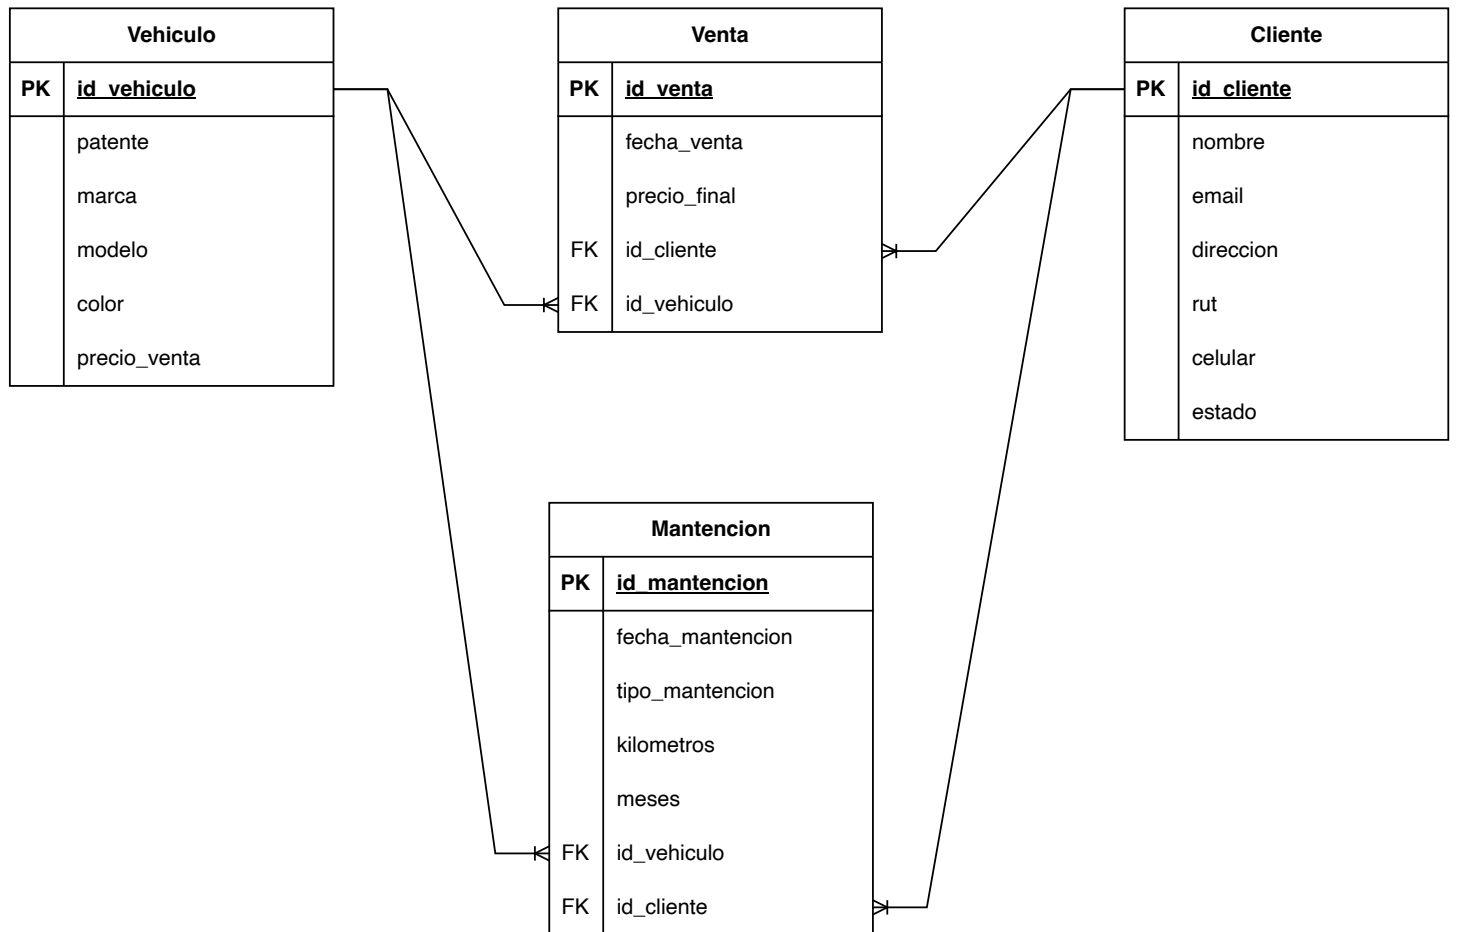 Vehiculo
PK id_vehiculo
patente
marca
modelo
color
precio_venta
Venta
PK id_venta
fecha_venta
precio_final
FK id_cliente
FK id_vehiculo
Cliente
PK id_cliente
nombre
email
direccion
rut
celular
estado
Mantencion
PK id_mantencion
fecha_mantencion
tipo_mantencion
kilometros
meses
FK id_vehiculo
FK id_cliente